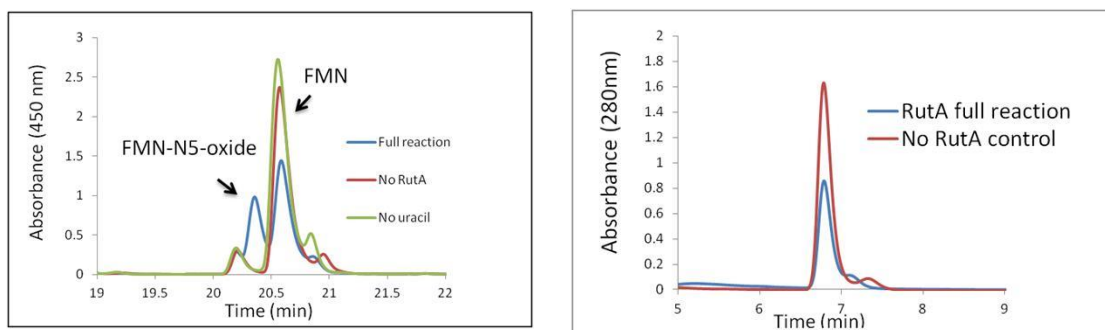 3
2.5
2
1.5
1
0.5
0
Absorbance (450 nm)
FMN
FMN-N5-oxide
Full reaction
No RutA
No uracil
19 19.5 20 20.5 21 21.5 22
Time (min)
2
1.8
1.6
1.4
1.2
1
0.8
0.6
0.4
0.2
0
Absorbance (280nm)
RutA full reaction
No RutA control
5 6 7 8 9
Time (min)